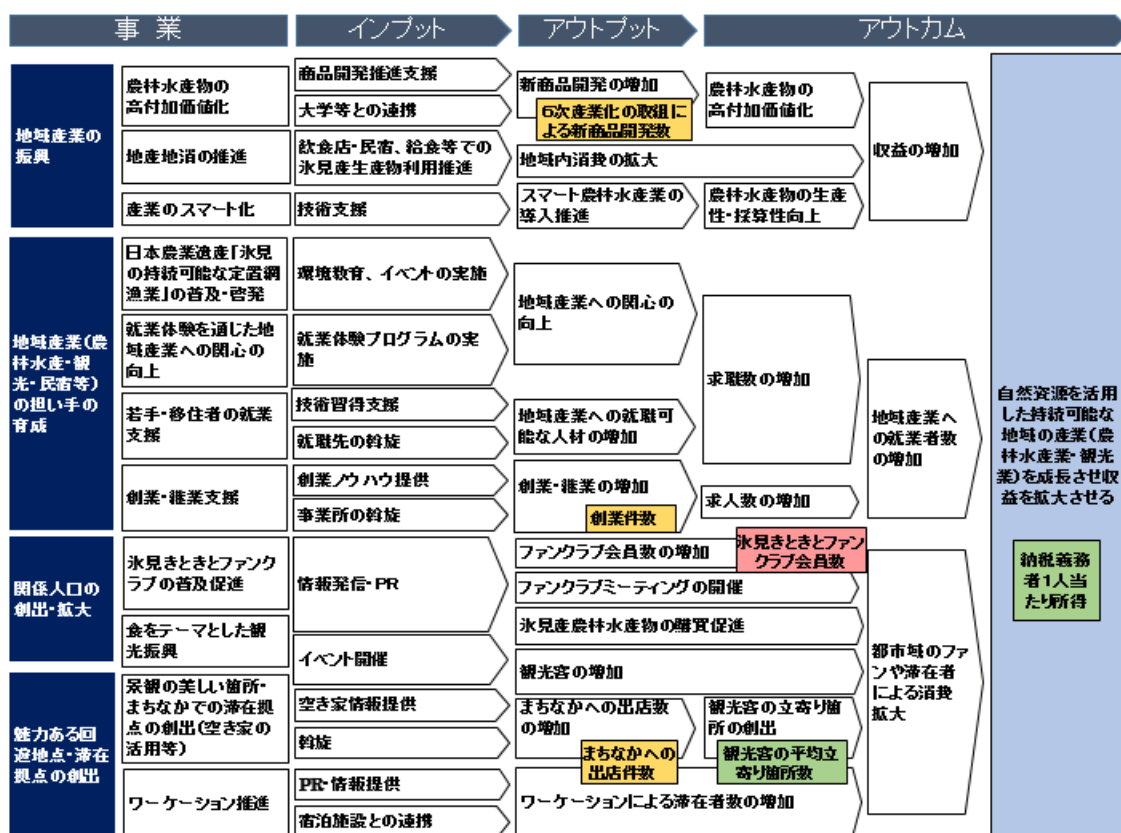 事 業
インプット
アウトプット
アウトカム
地域産業の
振興
農林水産物の
高付加価値化
商品開発推進支援
大学等との連携
新商品開発の増加
6次産業化の取組に
よる新商品開発数
農林水産物の
高付加価値化
地産地消の推進
飲食店・民宿、給食等での
氷見産生産物利用推進
地域内消費の拡大
収益の増加
産業のスマート化
技術支援
スマート農林水産業の
導入推進
農林水産物の生産
性・採算性向上
地域産業(農
林水産・観
光・民宿等)
の担い手の
育成
日本農業遺産「氷見
の持続可能な定置網
漁業」の普及・啓発
環境教育、イベントの実施
地域産業への関心の
向上
就業体験を通じた地
域産業への関心の
向上
就業体験プログラムの実
施
求職数の増加
若手・移住者の就業
支援
技術習得支援
就職先の斡旋
地域産業への就職可
能な人材の増加
地域産業へ
の就業者数
の増加
創業・継業支援
創業ノウハウ提供
事業所の斡旋
創業・継業の増加
創業件数
求人数の増加
関係人口の
創出・拡大
氷見きときとファンク
ラブの普及促進
情報発信・PR
ファンクラブ会員数の増加
氷見きときとファン
クラブ会員数
ファンクラブミーティングの開催
氷見産農林水産物の購買促進
食をテーマとした観
光振興
イベント開催
観光客の増加
都市域のファ
ンや滞在者
による消費
拡大
魅力ある回
遊地点・滞在
拠点の創出
景観の美しい箇所・
まちなかでの滞在拠
点の創出(空き家の
活用等)
空き家情報提供
斡旋
まちなかへの出店数
の増加
まちなかへの
出店件数
観光客の立寄り箇
所の創出
観光客の平均立
寄り箇所数
ワーケーション推進
PR・情報提供
宿泊施設との連携
ワーケーションによる滞在者数の増加
自然資源を活用
した持続可能な
地域の産業(農
林水産業・観光
業)を成長させ収
益を拡大させる
納税義務
者1人当
たり所得